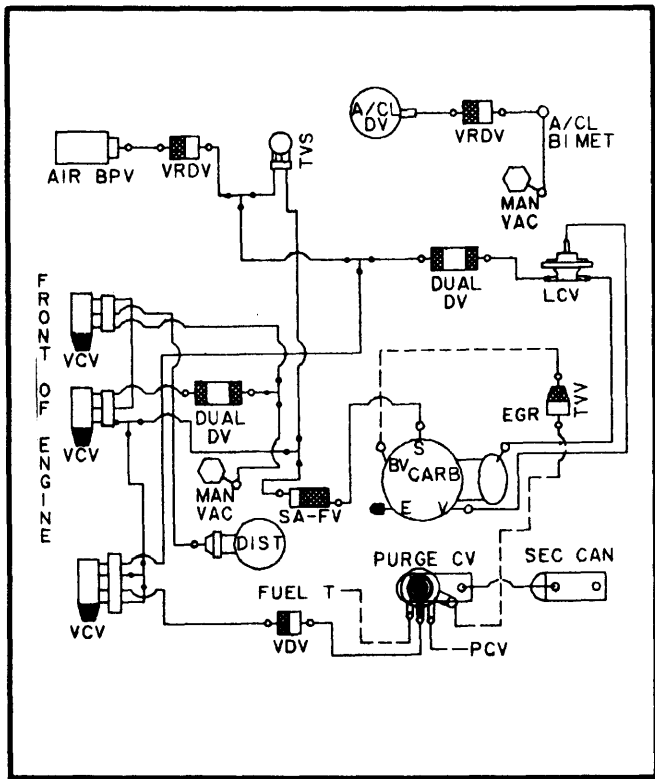 A/CL
DV
VRDV
A/CL
BI MET
AIR BPV
VRDV
TVS
MAN
VAC
FRONT OF ENGINE
DUAL
DV
LCV
VCV
DUAL
DV
VCV
EGR
TVV
S
BV
CARB
E
V
MAN
VAC
SA-FV
DIST
PURGE CV
SEC CAN
FUEL T
VCV
VDV
PCV